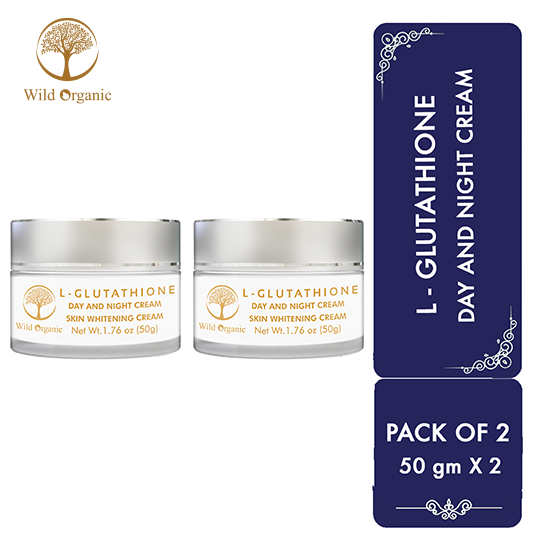 Wild Organic
L-GLUTATHIONE
DAY AND NIGHT CREAM
SKIN WHITENING CREAM
Wild Organic
Net Wt.1.76 oz (50g)
L-GLUTATHIONE
DAY AND NIGHT CREAM
SKIN WHITENING CREAM
Wild Organic
Net Wt.1.76 oz (50g)
L- GLUTATHIONE
DAY AND NIGHT CREAM
PACK OF 2
50 gm X 2